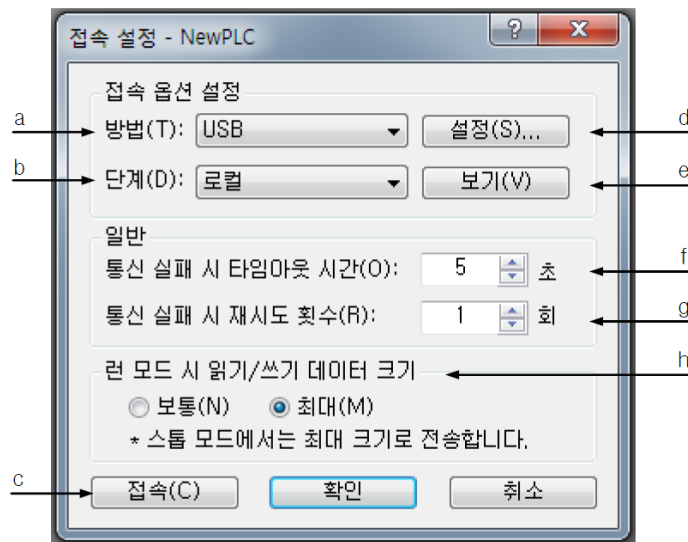 접속 설정 - NewPLC
접속 옵션 설정
a 방법(T): USB 설정(S)... d
b 단계(D): 로컬 보기(V) e
일반
통신 실패 시 타임아웃 시간(O): 5 초 f
통신 실패 시 재시도 횟수(R): 1 회 g
런 모드 시 읽기/쓰기 데이터 크기 h
보통(N) 최대(M)
* 스톱 모드에서는 최대 크기로 전송합니다.
c 접속(C) 확인 취소